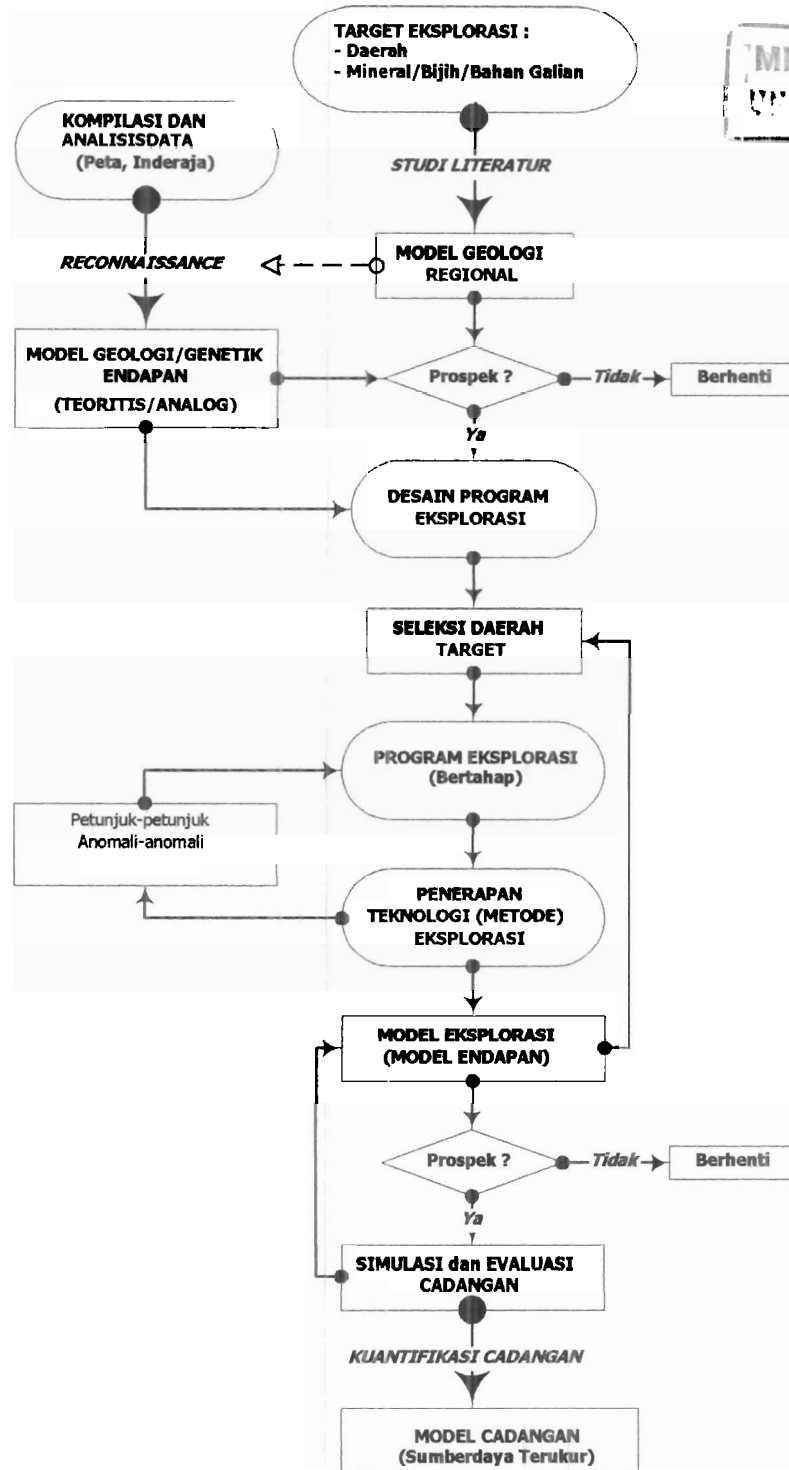 TARGET EKSPLORASI :
- Daerah
- Mineral/Bijih/Bahan Galian
KOMPILASI DAN
ANALISISDATA
(Peta, Inderaja)
STUDI LITERATUR
RECONNAISSANCE
MODEL GEOLOGI
REGIONAL
MODEL GEOLOGI/GENETIK
ENDAPAN
(TEORITIS/ANALOG)
Prospek ?
Tidak
Berhenti
Ya
DESAIN PROGRAM
EKSPLORASI
SELEKSI DAERAH
TARGET
PROGRAM EKSPLORASI
(Bertahap)
Petunjuk-petunjuk
Anomali-anomali
PENERAPAN
TEKNOLOGI (METODE)
EKSPLORASI
MODEL EKSPLORASI
(MODEL ENDAPAN)
Prospek ?
Tidak
Berhenti
Ya
SIMULASI dan EVALUASI
CADANGAN
KUANTIFIKASI CADANGAN
MODEL CADANGAN
(Sumberdaya Terukur)